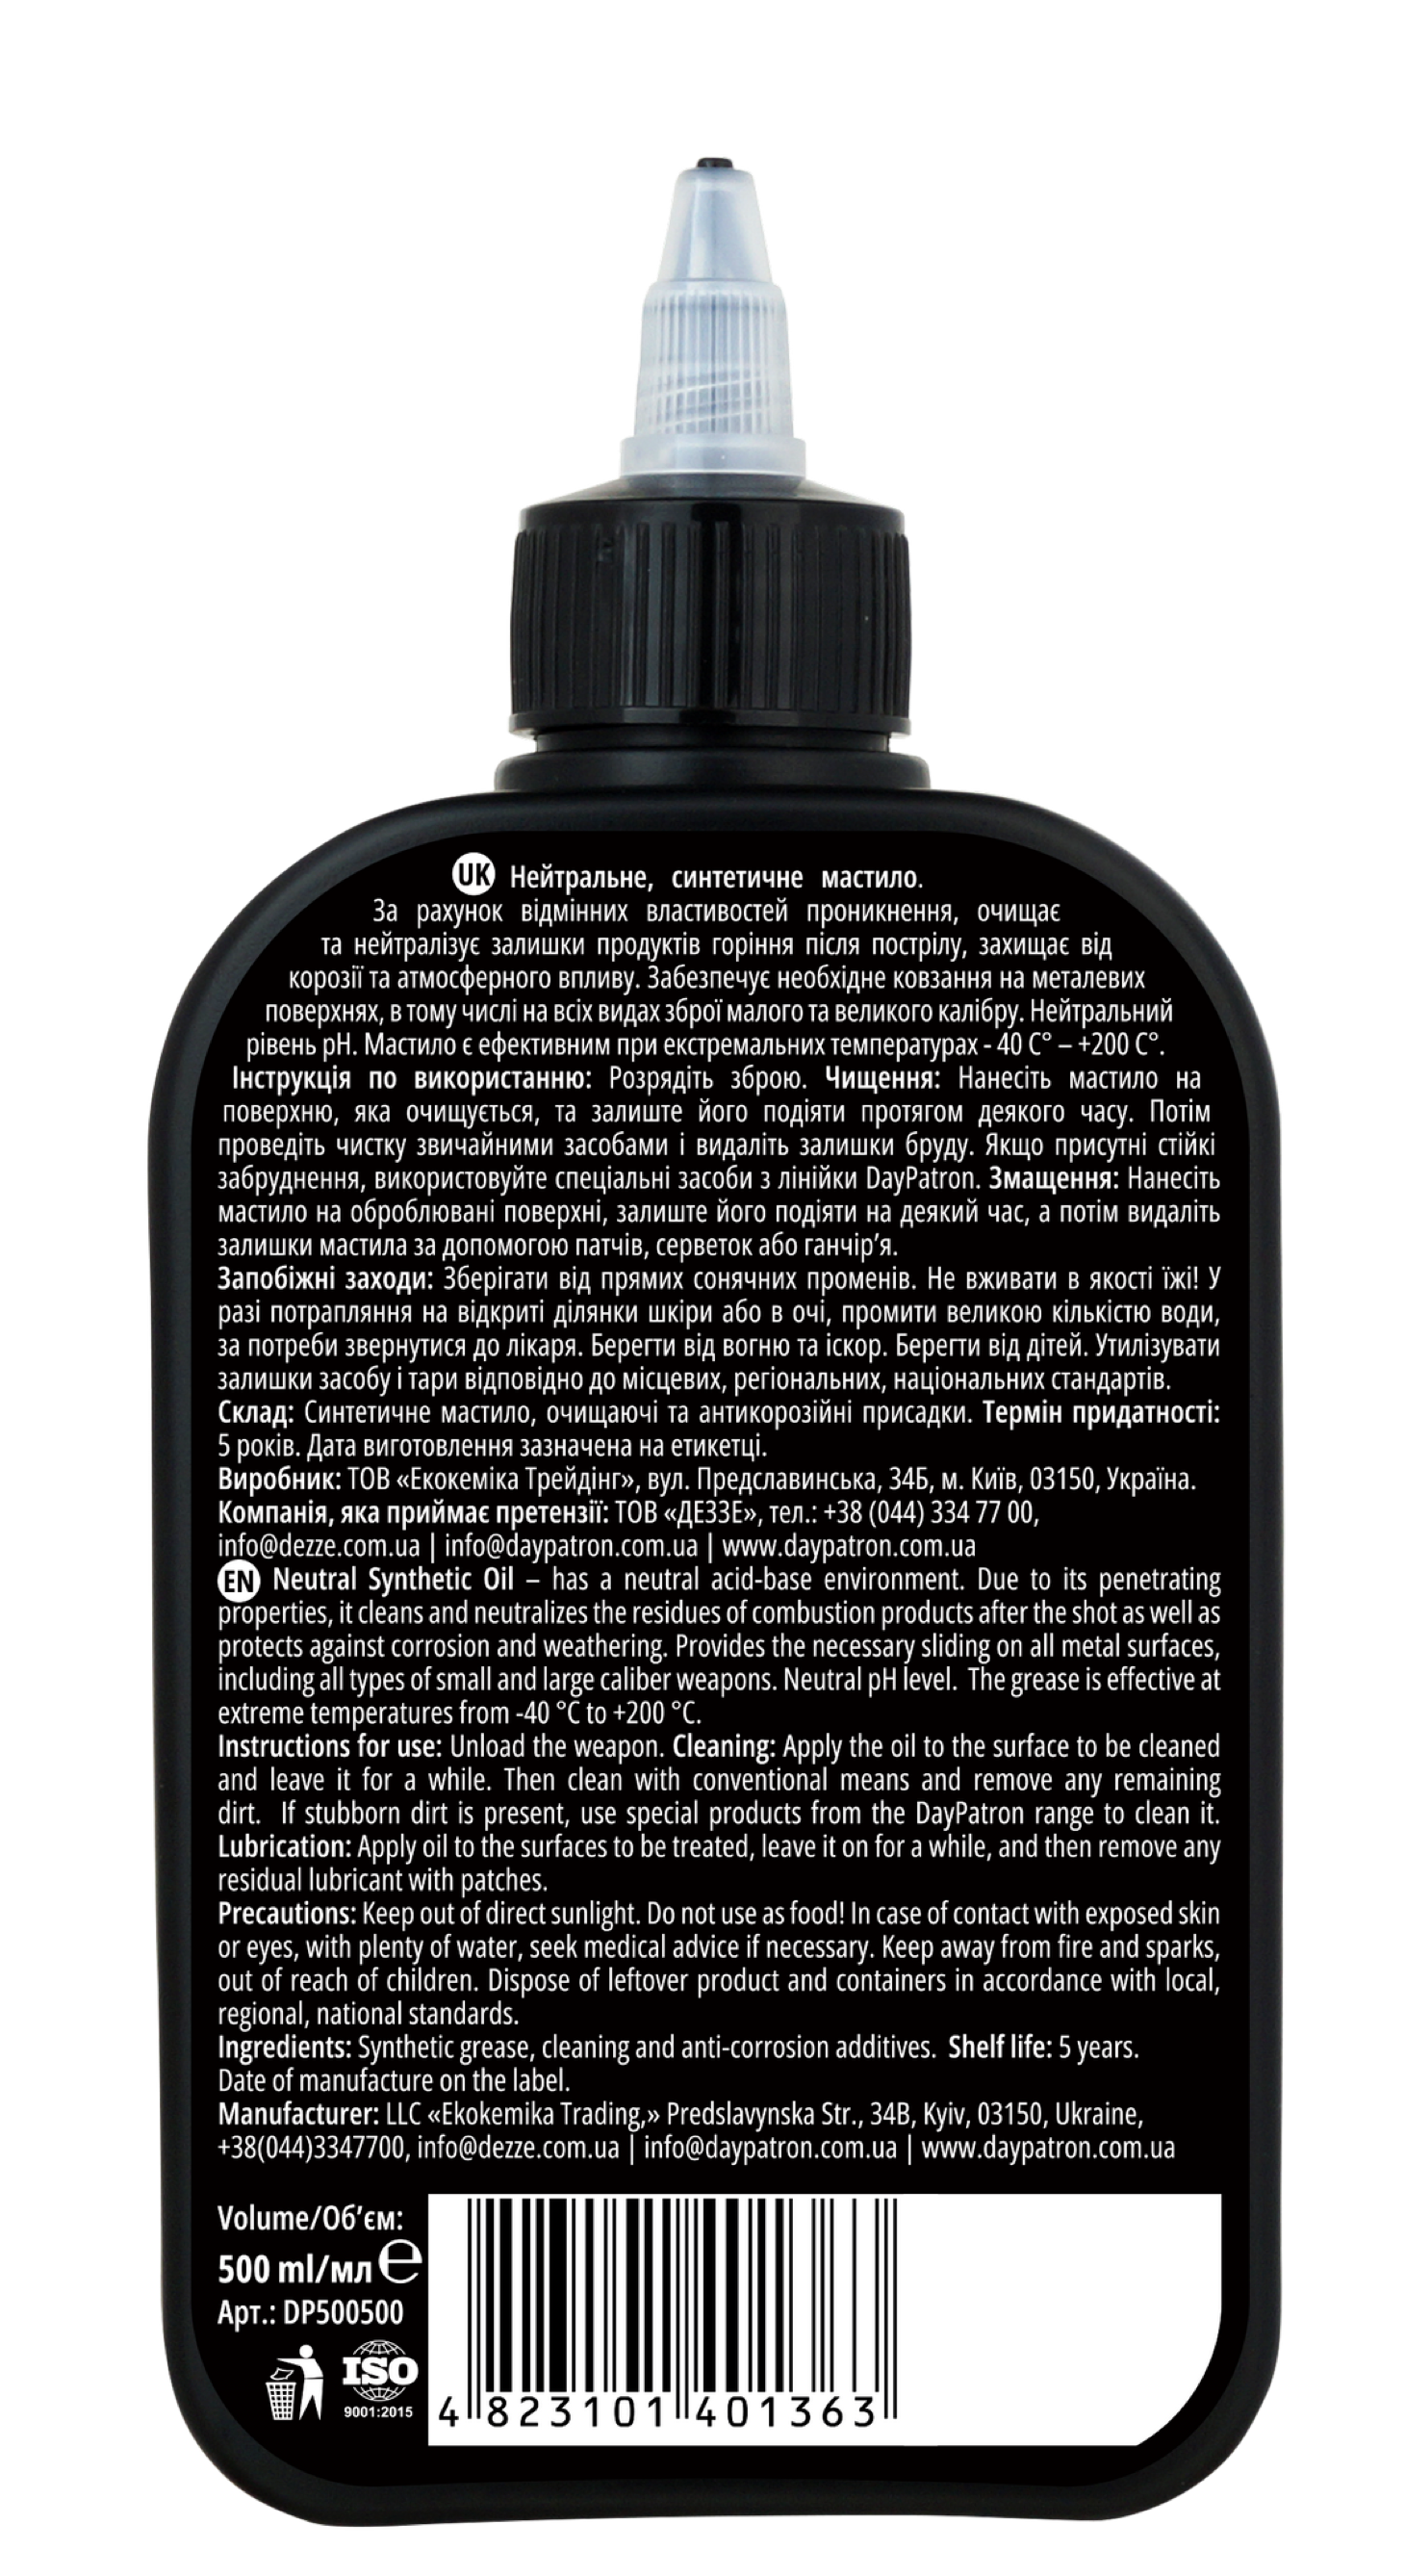 UK Нейтральне, синтетичне мастило.
За рахунок відмінних властивостей проникнення, очищає
та нейтралізує залишки продуктів горіння після пострілу, захищає від
корозії та атмосферного впливу. Забезпечує необхідне ковзання на металевих
поверхнях, в тому числі на всіх видах зброї малого та великого калібру. Нейтральний
рівень pH. Мастило є ефективним при екстремальних температурах - 40 C° – +200 C°.
Інструкція по використанню: Розрядіть зброю. Чищення: Нанесіть мастило на
поверхню, яка очищується, та залиште його подіяти протягом деякого часу. Потім
проведіть чистку звичайними засобами і видаліть залишки бруду. Якщо присутні стійкі
забруднення, використовуйте спеціальні засоби з лінійки DayPatron. Змащення: Нанесіть
мастило на оброблювані поверхні, залиште його подіяти на деякий час, а потім видаліть
залишки мастила за допомогою патчів, серветок або ганчір’я.
Запобіжні заходи: Зберігати від прямих сонячних променів. Не вживати в якості їжі! У
разі потрапляння на відкриті ділянки шкіри або в очі, промити великою кількістю води,
за потреби звернутися до лікаря. Берегти від вогню та іскор. Берегти від дітей. Утилізувати
залишки засобу і тари відповідно до місцевих, регіональних, національних стандартів.
Склад: Синтетичне мастило, очищаючі та антикорозійні присадки. Термін придатності:
5 років. Дата виготовлення зазначена на етикетці.
Виробник: ТОВ «Екокеміка Трейдінг», вул. Предславинська, 34Б, м. Київ, 03150, Україна.
Компанія, яка приймає претензії: ТОВ «ДЕЗЗЕ», тел.: +38 (044) 334 77 00,
info@dezze.com.ua | info@daypatron.com.ua | www.daypatron.com.ua
EN Neutral Synthetic Oil – has a neutral acid-base environment. Due to its penetrating
properties, it cleans and neutralizes the residues of combustion products after the shot as well as
protects against corrosion and weathering. Provides the necessary sliding on all metal surfaces,
including all types of small and large caliber weapons. Neutral pH level. The grease is effective at
extreme temperatures from -40 °C to +200 °C.
Instructions for use: Unload the weapon. Cleaning: Apply the oil to the surface to be cleaned
and leave it for a while. Then clean with conventional means and remove any remaining
dirt. If stubborn dirt is present, use special products from the DayPatron range to clean it.
Lubrication: Apply oil to the surfaces to be treated, leave it on for a while, and then remove any
residual lubricant with patches.
Precautions: Keep out of direct sunlight. Do not use as food! In case of contact with exposed skin
or eyes, with plenty of water, seek medical advice if necessary. Keep away from fire and sparks,
out of reach of children. Dispose of leftover product and containers in accordance with local,
regional, national standards.
Ingredients: Synthetic grease, cleaning and anti-corrosion additives. Shelf life: 5 years.
Date of manufacture on the label.
Manufacturer: LLC «Ekokemika Trading,» Predslavynska Str., 34B, Kyiv, 03150, Ukraine,
+38(044)3347700, info@dezze.com.ua | info@daypatron.com.ua | www.daypatron.com.ua
Volume/Об’єм:
500 ml/мл ℮
Арт.: DP500500
ISO
9001:2015
4 823101 401363